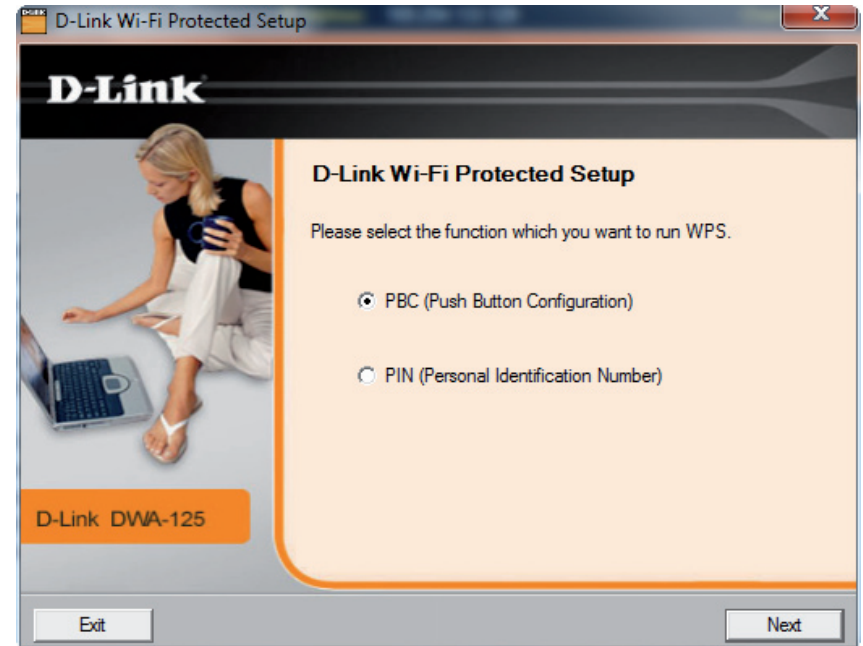 D-Link Wi-Fi Protected Setup
D-Link
D-Link Wi-Fi Protected Setup
Please select the function which you want to run WPS.
PBC (Push Button Configuration)
PIN (Personal Identification Number)
D-Link DWA-125
Exit
Next